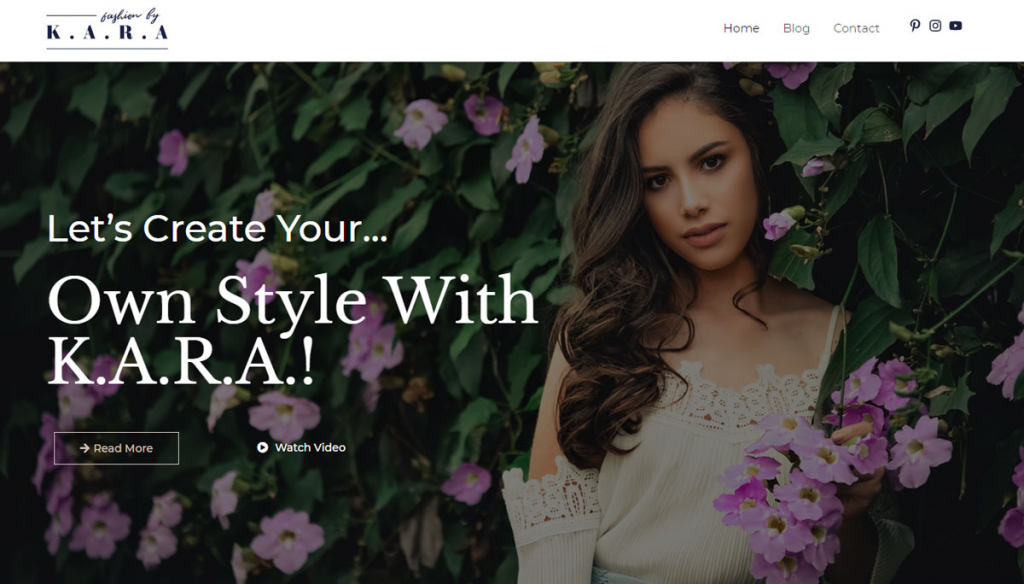 fashion by
K.A.R.A
Home Blog Contact
Let's Create Your...
Own Style With
K.A.R.A.!
Read More Watch Video